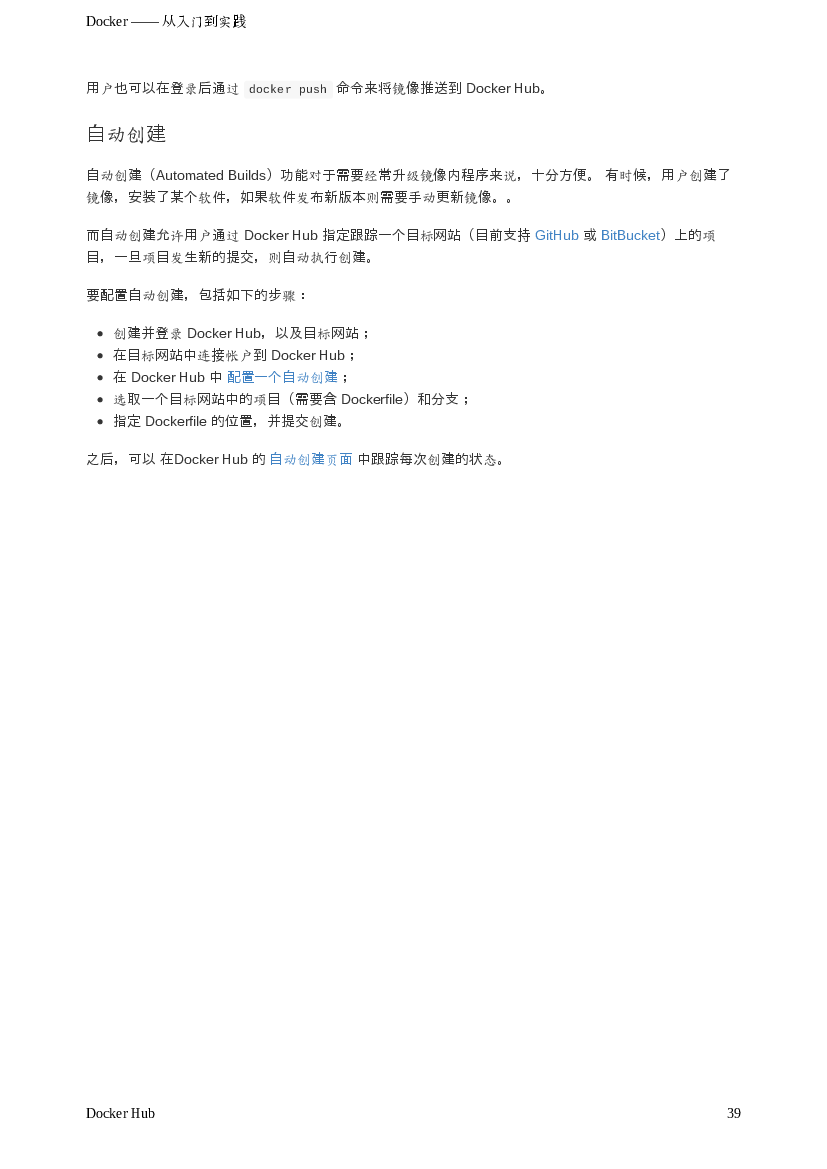 Docker —— 从入门到实践
用户也可以在登录后通过 docker push 命令来将镜像推送到 Docker Hub。
自动创建
自动创建（Automated Builds）功能对于需要经常升级镜像内程序来说，十分方便。 有时候，用户创建了
镜像，安装了某个软件，如果软件发布新版本则需要手动更新镜像。。
而自动创建允许用户通过 Docker Hub 指定跟踪一个目标网站（目前支持 GitHub 或 BitBucket）上的项
目，一旦项目发生新的提交，则自动执行创建。
要配置自动创建，包括如下的步骤：
• 创建并登录 Docker Hub，以及目标网站；
• 在目标网站中连接帐户到 Docker Hub；
• 在 Docker Hub 中 配置一个自动创建；
• 选取一个目标网站中的项目（需要含 Dockerfile）和分支；
• 指定 Dockerfile 的位置，并提交创建。
之后，可以 在Docker Hub 的 自动创建页面 中跟踪每次创建的状态。
Docker Hub 39